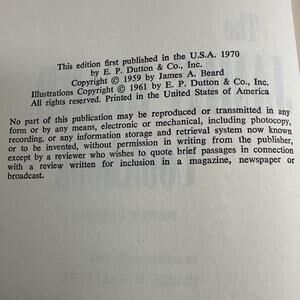 This edition first published in the U.S.A. 1970
by E. P. Dutton & Co., Inc.
Copyright © 1959 by James A. Beard
Illustrations Copyright © 1961 by E. P. Dutton & Co., Inc.
All rights reserved. Printed in the United States of America
No part of this publication may be reproduced or transmitted in any
form or by any means, electronic or mechanical, including photocopy,
recording, or any information storage and retrieval system now known
or to be invented, without permission in writing from the publisher,
except by a reviewer who wishes to quote brief passages in connection
with a review written for inclusion in a magazine, newspaper or
broadcast.